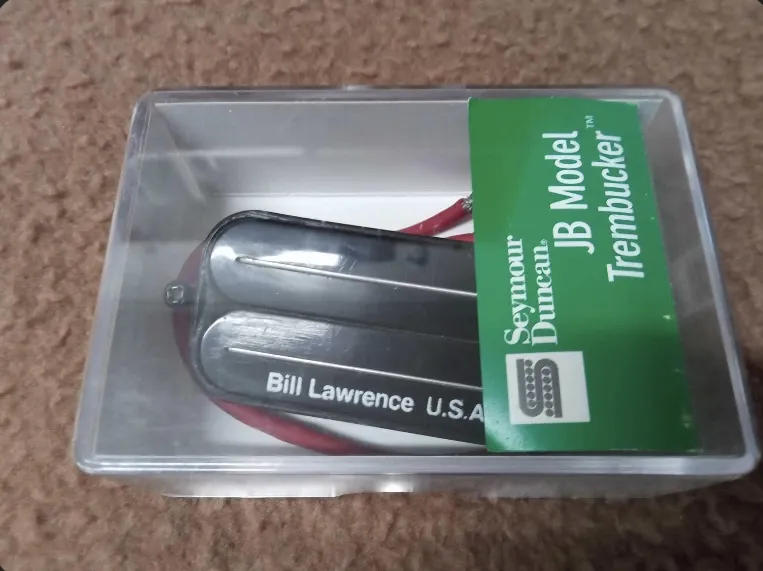 Seymour
Duncan®
JB Model
Trembucker™
Bill Lawrence U.S.A